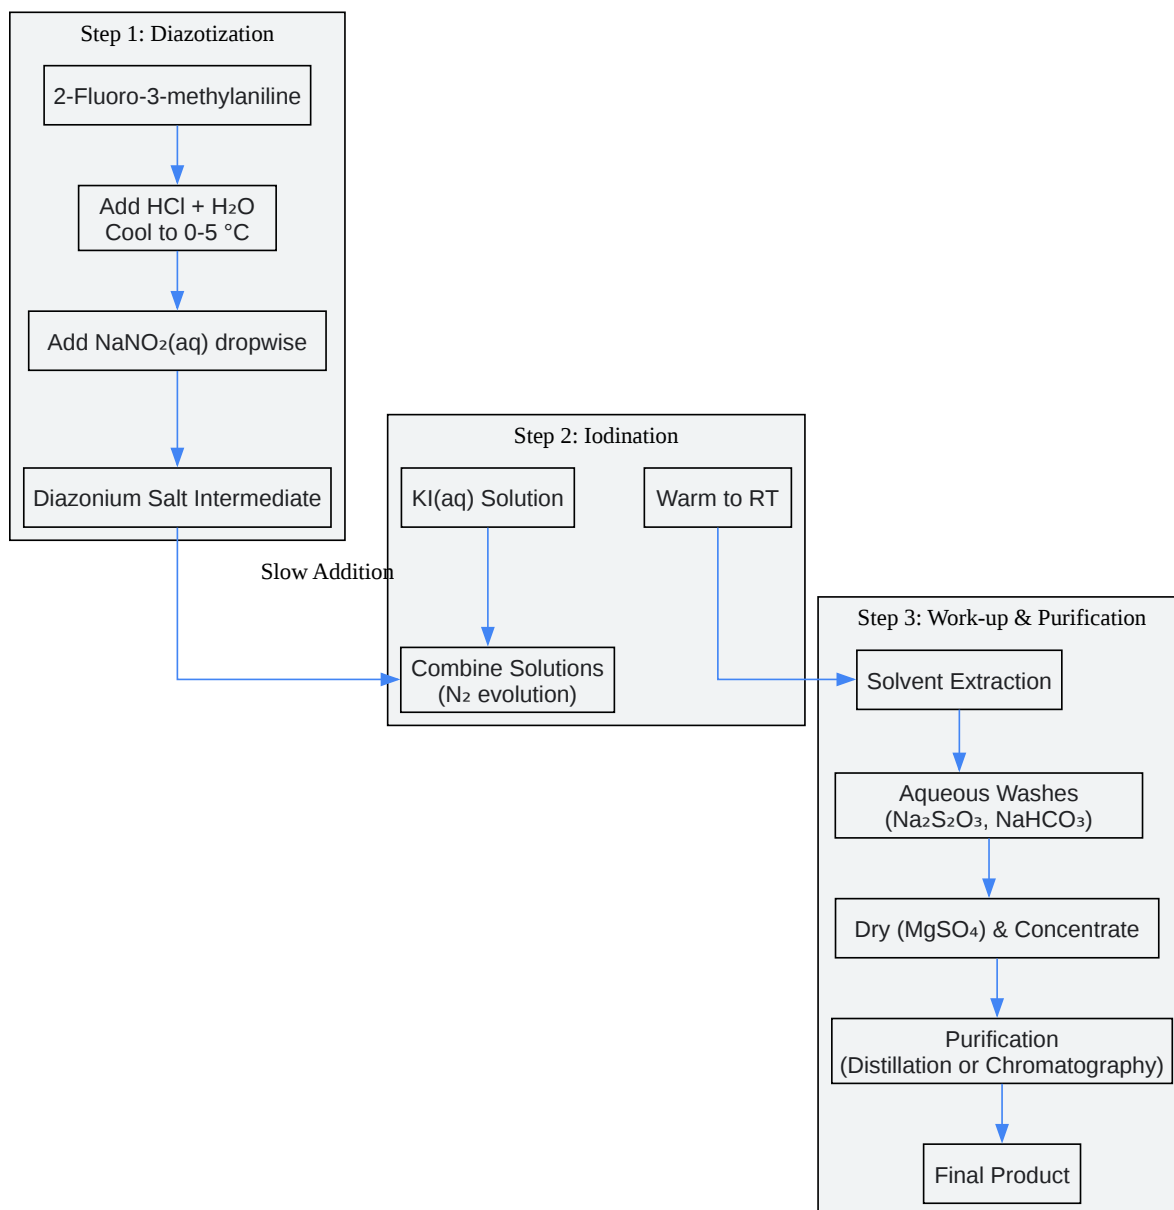 Step 1: Diazotization
2-Fluoro-3-methylaniline
Add HCl + H₂O
Cool to 0-5 °C
Add NaNO₂(aq) dropwise
Diazonium Salt Intermediate
Slow Addition
Step 2: Iodination
KI(aq) Solution
Warm to RT
Combine Solutions
(N₂ evolution)
Step 3: Work-up & Purification
Solvent Extraction
Aqueous Washes
(Na₂S₂O₃, NaHCO₃)
Dry (MgSO₄) & Concentrate
Purification
(Distillation or Chromatography)
Final Product